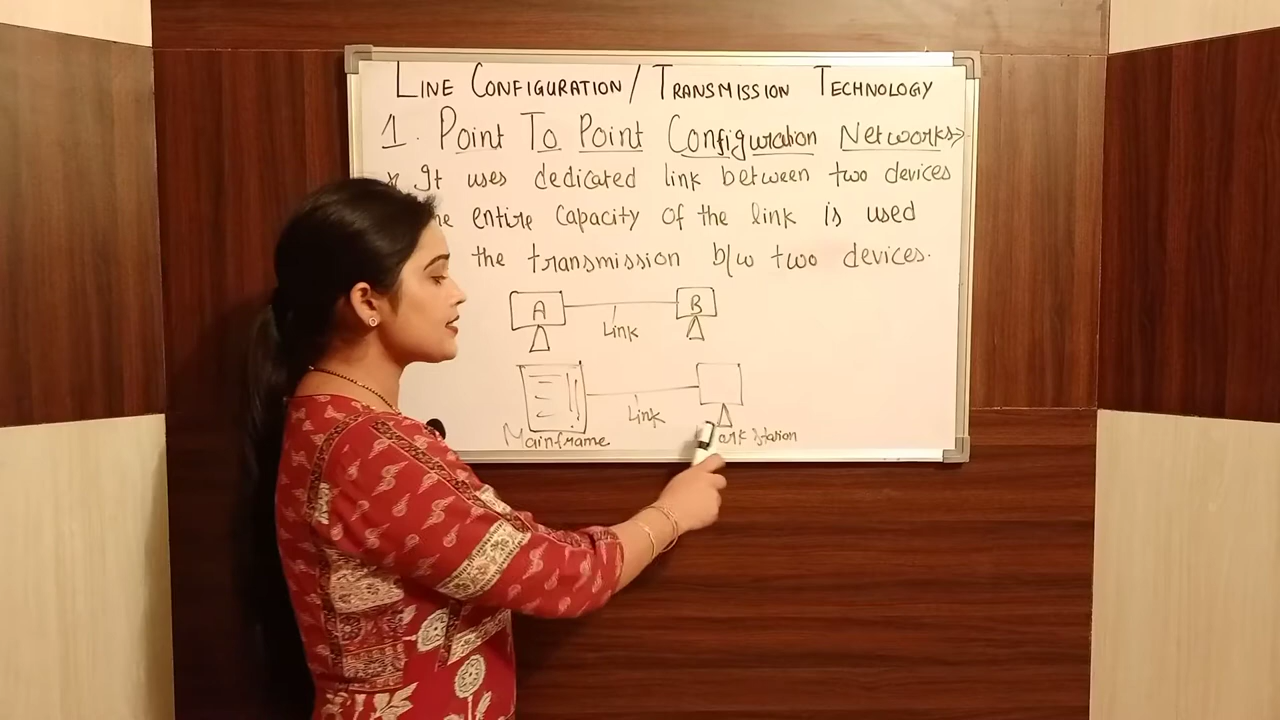 LINE CONFIGURATION / TRANSMISSION TECHNOLOGY
1. Point To Point Configuration Networks→
* It uses dedicated link between two devices
entire capacity of the link is used
the transmission b/w two devices.
A B
Link
Link
Mainframe
Station